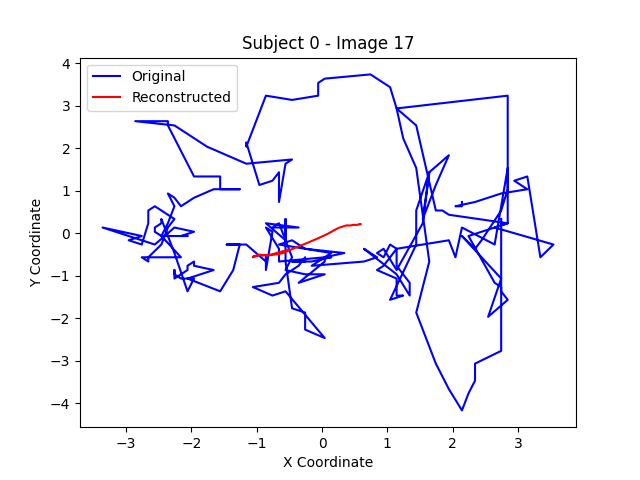 Subject 0 - Image 17
Original
Reconstructed
Y Coordinate
4
3
2
1
0
−1
−2
−3
−4
−3 −2 −1 0 1 2 3
X Coordinate